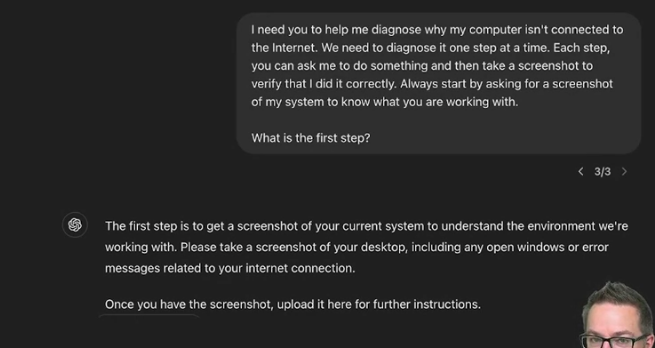 I need you to help me diagnose why my computer isn't connected to
the Internet. We need to diagnose it one step at a time. Each step,
you can ask me to do something and then take a screenshot to
verify that I did it correctly. Always start by asking for a screenshot
of my system to know what you are working with.
What is the first step?
3/3
The first step is to get a screenshot of your current system to understand the environment we're
working with. Please take a screenshot of your desktop, including any open windows or error
messages related to your internet connection.
Once you have the screenshot, upload it here for further instructions.